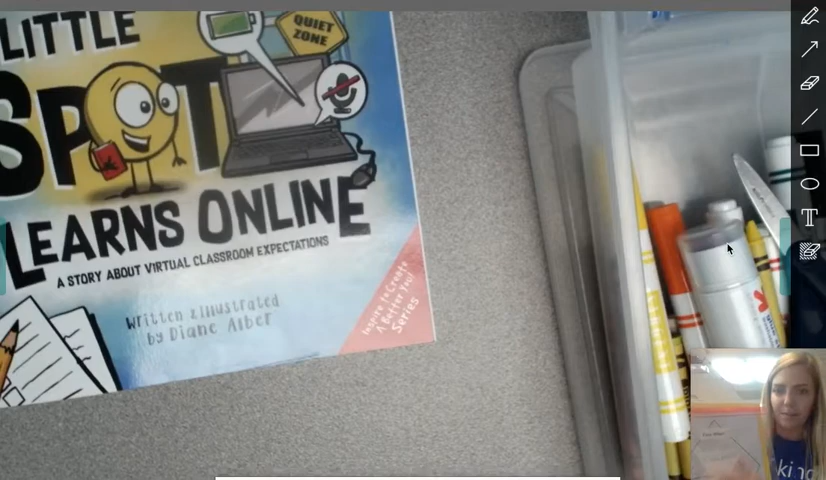 LITTLE
SPOT
LEARNS ONLINE
A STORY ABOUT VIRTUAL CLASSROOM EXPECTATIONS
Written & Illustrated
by Diane Alber
QUIET
ZONE
Inspire to Create
A Better You!
Series
T